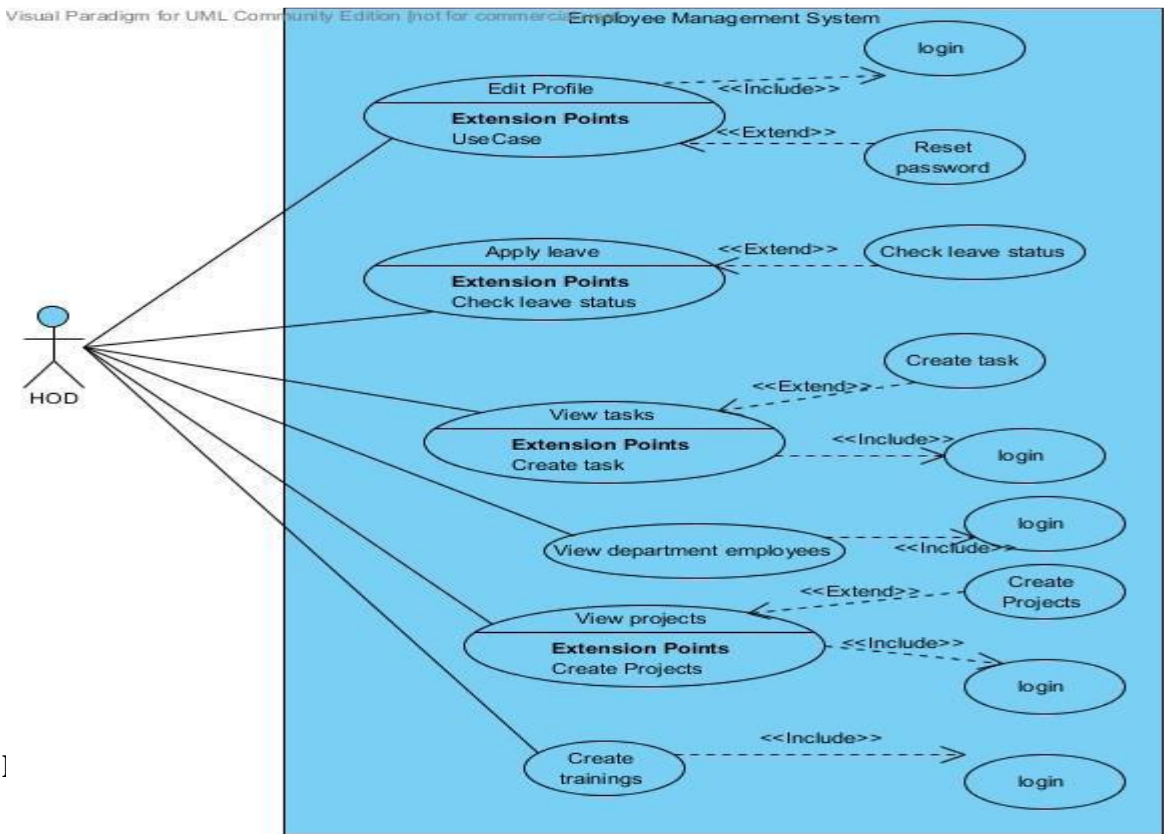 Visual Paradigm for UML Community Edition [not for commercial use]
Employee Management System
login
Edit Profile
<<Include>>
Extension Points
UseCase
<<Extend>>
Reset
password
Apply leave
<<Extend>>
Check leave status
Extension Points
Check leave status
HOD
Create task
<<Extend>>
View tasks
Extension Points
Create task
<<Include>>
login
login
View department employees
<<Include>>
Create
Projects
<<Extend>>
View projects
Extension Points
Create Projects
<<Include>>
login
<<Include>>
Create
trainings
login